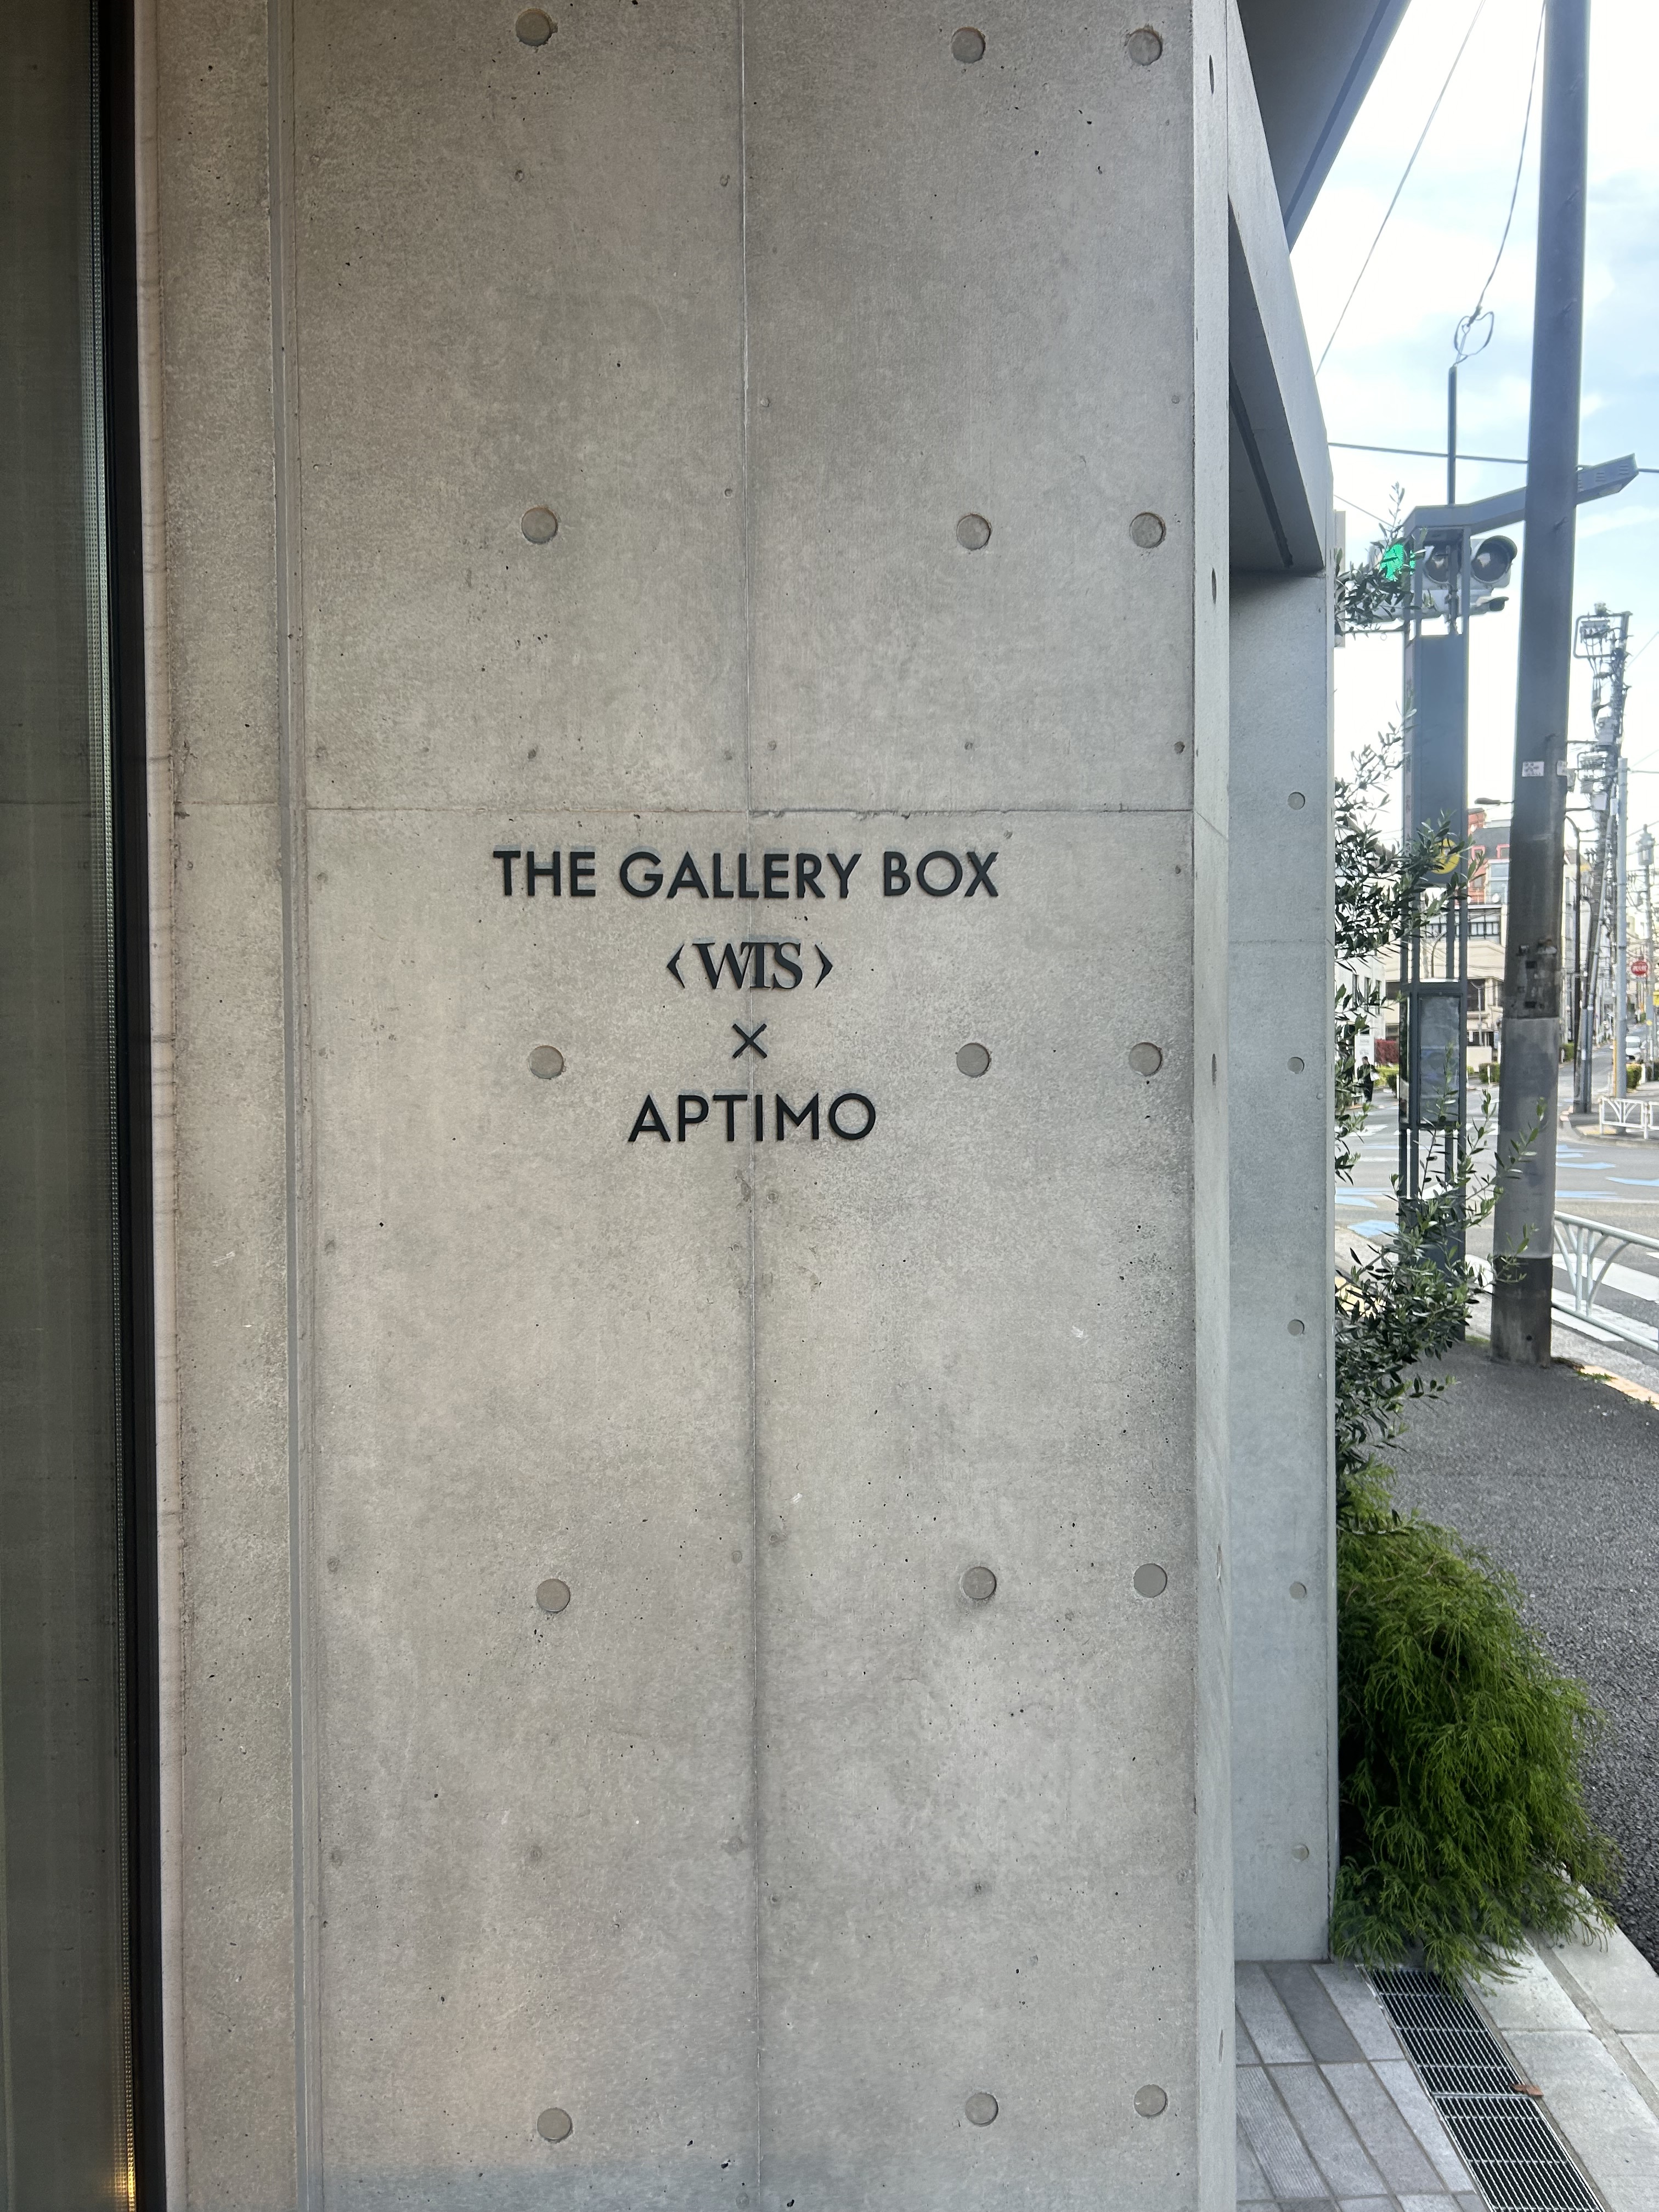 THE GALLERY BOX
‹WTS›
×
APTIMO